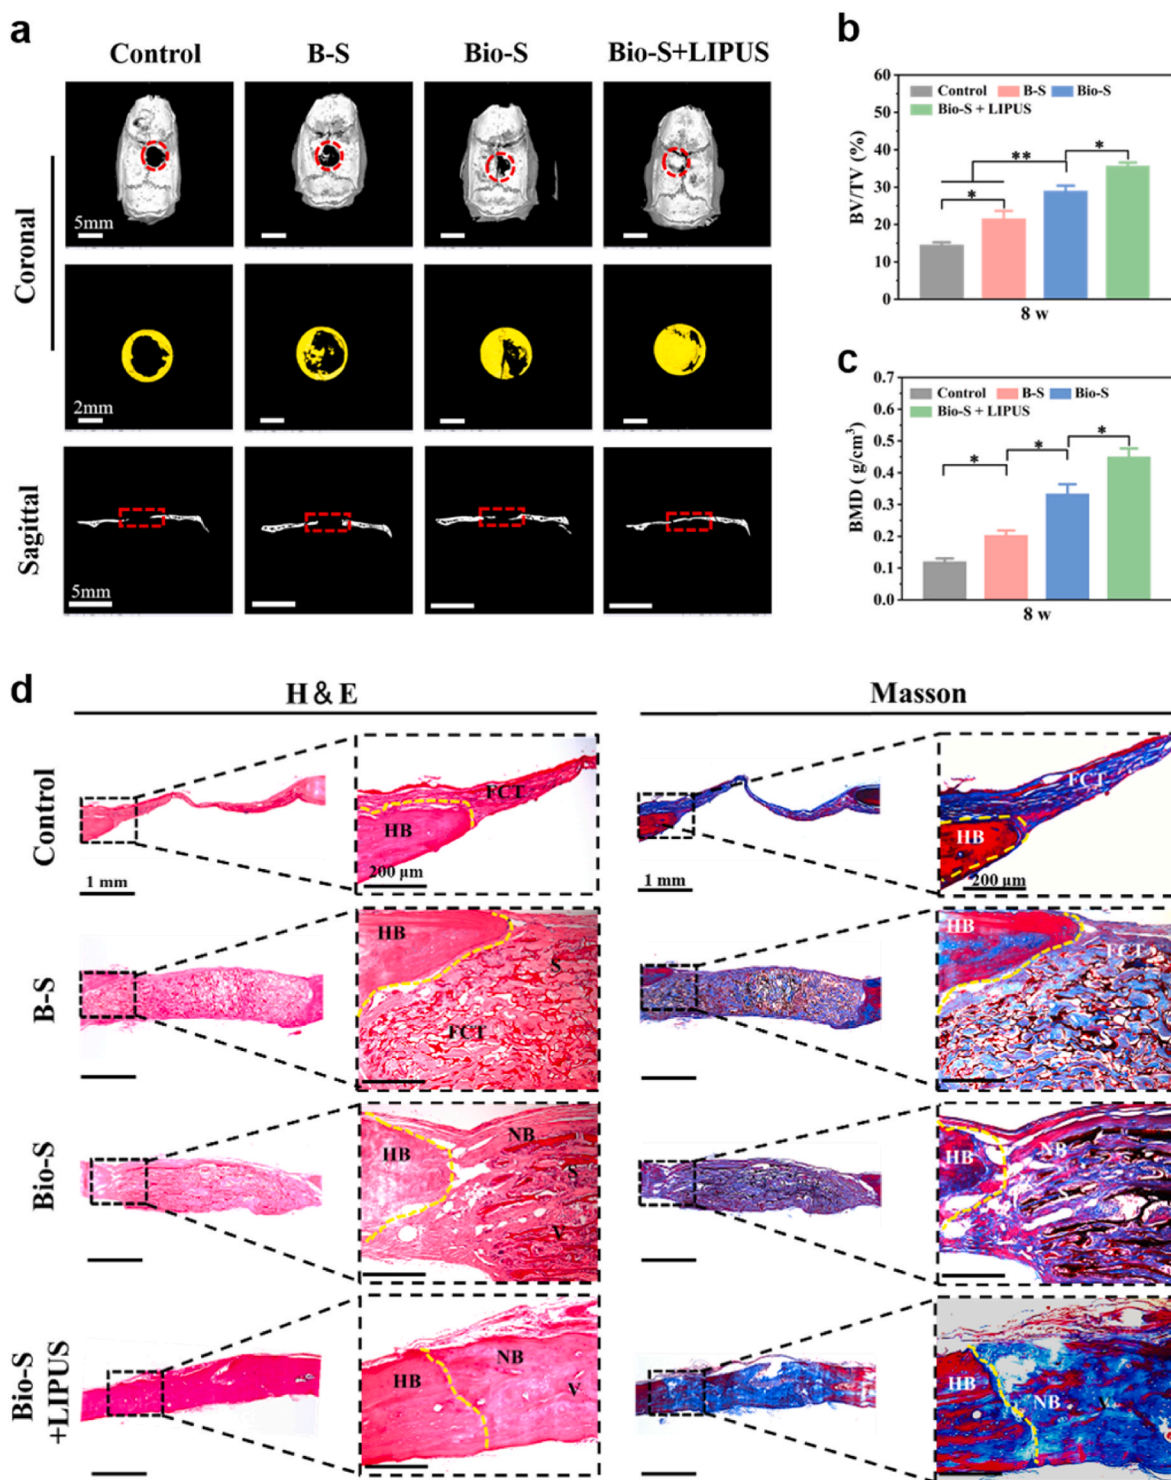 a
Control B-S Bio-S Bio-S+LIPUS
Coronal
5mm
2mm
Sagittal
5mm
b
60
50
40
30
20
10
0
BV/TV (%)
Control B-S Bio-S
Bio-S + LIPUS
** *
*
8 w
c
0.7
0.6
0.5
0.4
0.3
0.2
0.1
0.0
BMD ( g/cm³)
Control B-S Bio-S
Bio-S + LIPUS
* * *
8 w
d
H & E Masson
Control
1 mm
FCT
HB
200 μm
1 mm
FCT
HB
200 μm
B-S
HB
S
FCT
HB
FCT
Bio-S
HB
NB
S
V
HB
NB
Bio-S
+LIPUS
HB
NB
V
HB
NB
V